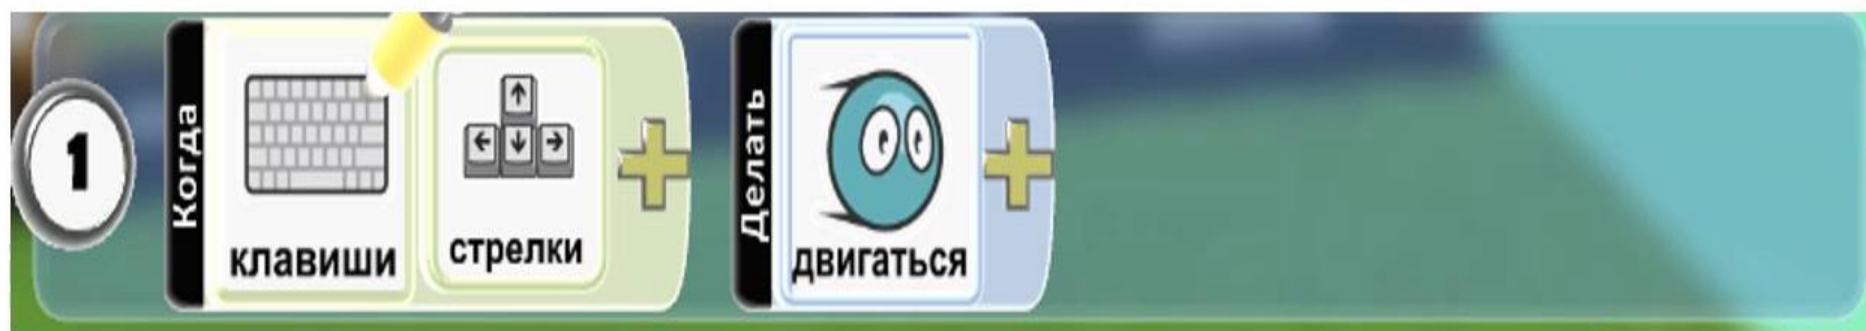 1
Когда
клавиши
стрелки
Делать
двигаться